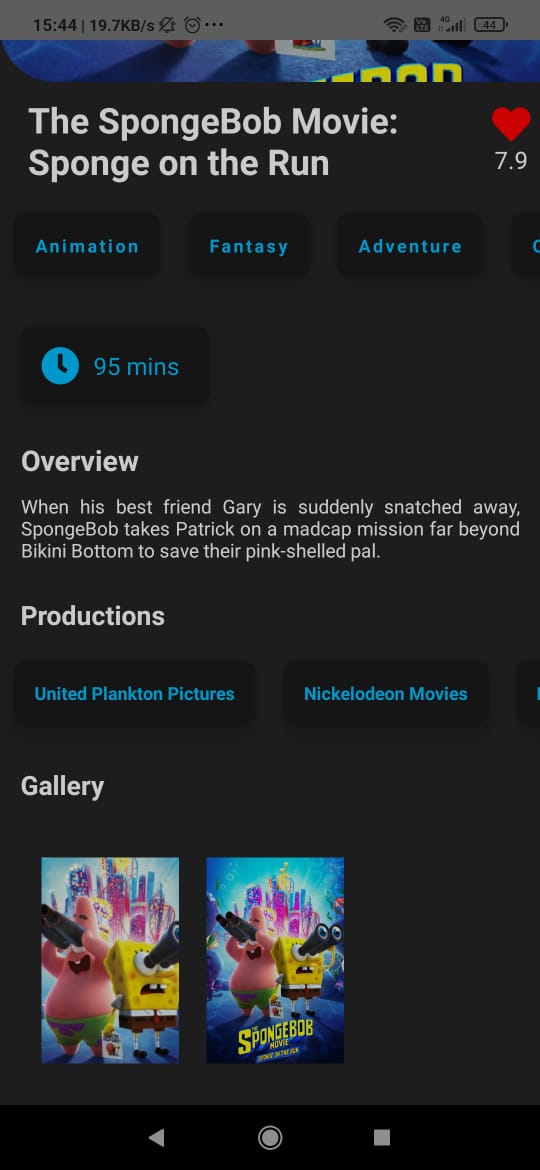 15:44 | 19.7KB/s
4G
44
The SpongeBob Movie:
Sponge on the Run
7.9
Animation
Fantasy
Adventure
95 mins
Overview
When his best friend Gary is suddenly snatched away,
SpongeBob takes Patrick on a madcap mission far beyond
Bikini Bottom to save their pink-shelled pal.
Productions
United Plankton Pictures
Nickelodeon Movies
Gallery
THE
SPONGEBOB
MOVIE
SPONGE ON THE RUN